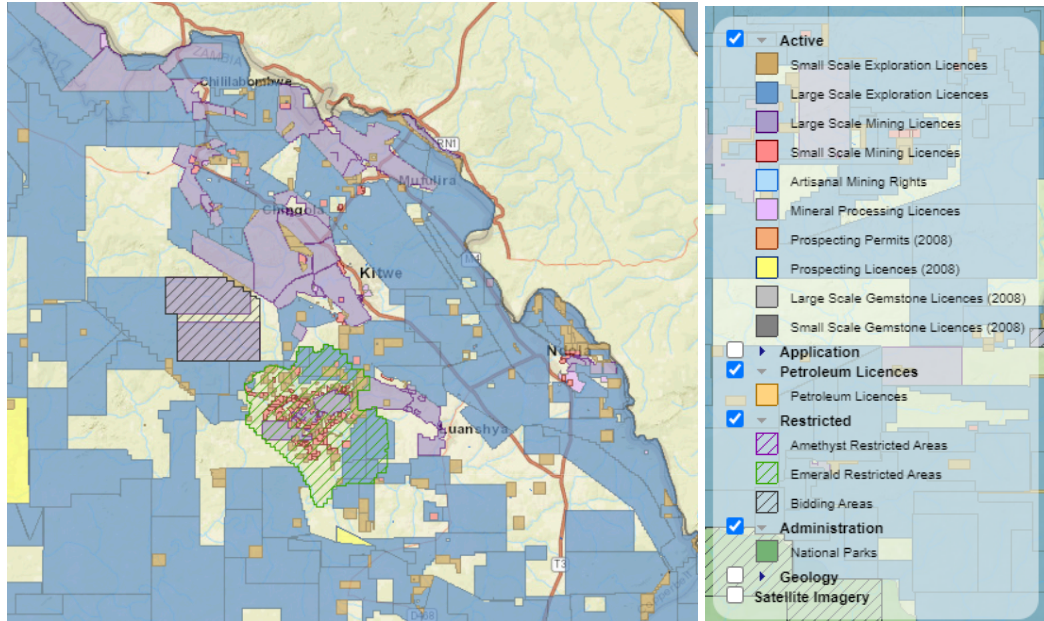 ZAMBIA
Chililabombwe
RN1
Mufulira
Chingola
M4
Kitwe
Ndola
Luanshya
T3
D468
Active
Small Scale Exploration Licences
Large Scale Exploration Licences
Large Scale Mining Licences
Small Scale Mining Licences
Artisanal Mining Rights
Mineral Processing Licences
Prospecting Permits (2008)
Prospecting Licences (2008)
Large Scale Gemstone Licences (2008)
Small Scale Gemstone Licences (2008)
Application
Petroleum Licences
Petroleum Licences
Restricted
Amethyst Restricted Areas
Emerald Restricted Areas
Bidding Areas
Administration
National Parks
Geology
Satellite Imagery